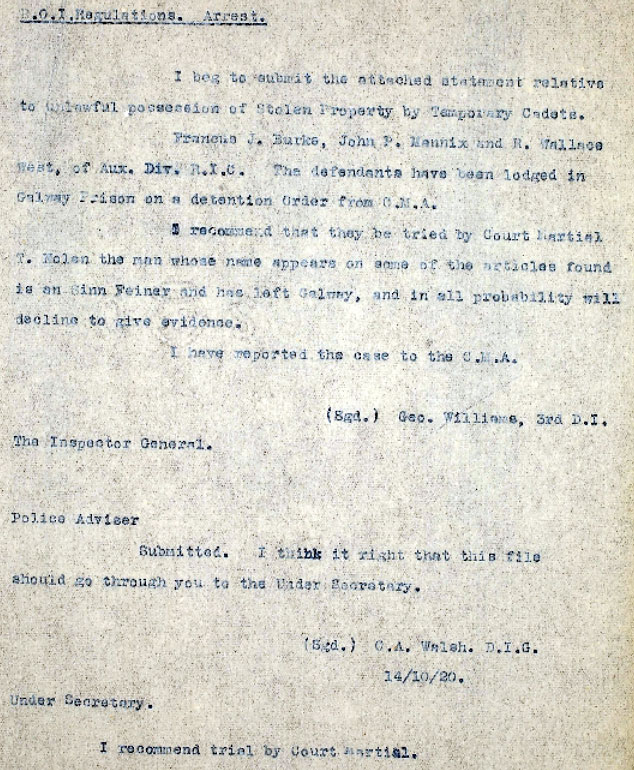 D.O.I.Regulations. Arrest.
I beg to submit the attached statement relative
to unlawful possession of Stolen Property by Temporary Cadets.
Francus J. Burke, John P. Mannix and R. Wallace
West, of Aux. Div. R.I.C. The defendants have been lodged in
Galway Prison on a detention Order from C.M.A.
I recommend that they be tried by Court Martial
T. Nolan the man whose name appears on some of the articles found
is an Sinn Feiner and has left Galway, and in all probability will
decline to give evidence.
I have reported the case to the C.M.A.
(Sgd.) Geo. Williams, 3rd D.I.
The Inspector General.
Police Adviser
Submitted. I think it right that this file
should go through you to the Under Secretary.
(Sgd.) C.A. Walsh. D.I.G.
14/10/20.
Under Secretary.
I recommend trial by Court Martial.